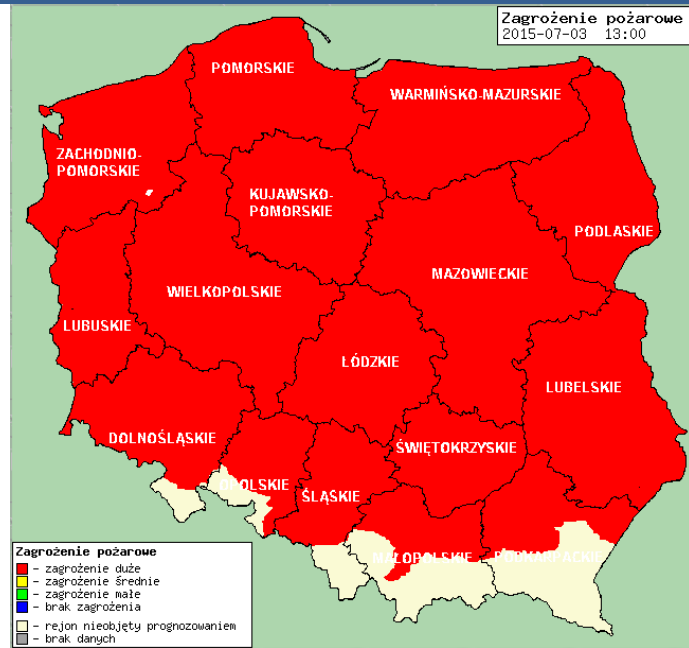 Zagrożenie pożarowe
2015-07-03 13:00
POMORSKIE
WARMIŃSKO-MAZURSKIE
ZACHODNIO-
POMORSKIE
KUJAWSKO-
POMORSKIE
PODLASKIE
MAZOWIECKIE
WIELKOPOLSKIE
LUBUSKIE
ŁÓDZKIE
LUBELSKIE
DOLNOŚLĄSKIE
ŚWIĘTOKRZYSKIE
OPOLSKIE
ŚLĄSKIE
MAŁOPOLSKIE
PODKARPACKIE
Zagrożenie pożarowe
- zagrożenie duże
- zagrożenie średnie
- zagrożenie małe
- brak zagrożenia
- rejon nieobjęty prognozowaniem
- brak danych